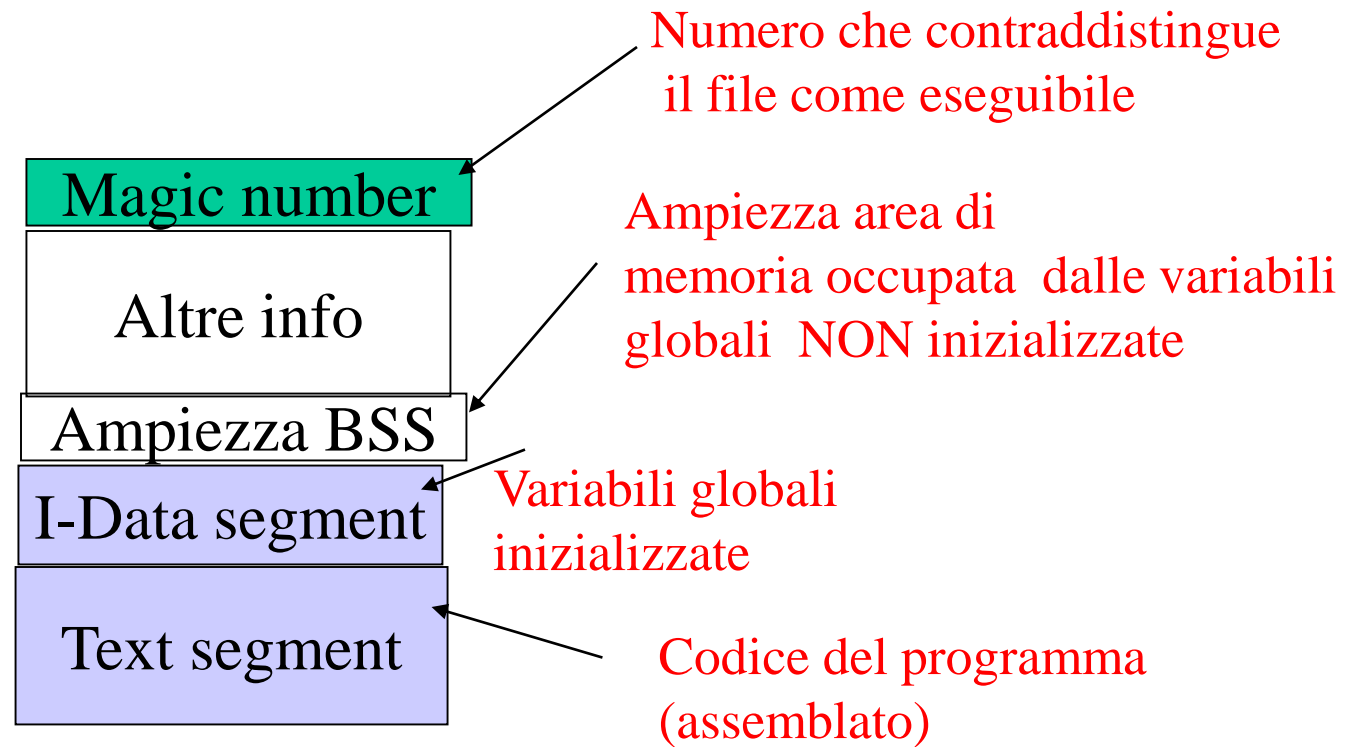 Numero che contraddistingue
il file come eseguibile
Magic number
Ampiezza area di
memoria occupata dalle variabili
globali NON inizializzate
Altre info
Ampiezza BSS
I-Data segment
Variabili globali
inizializzate
Text segment
Codice del programma
(assemblato)